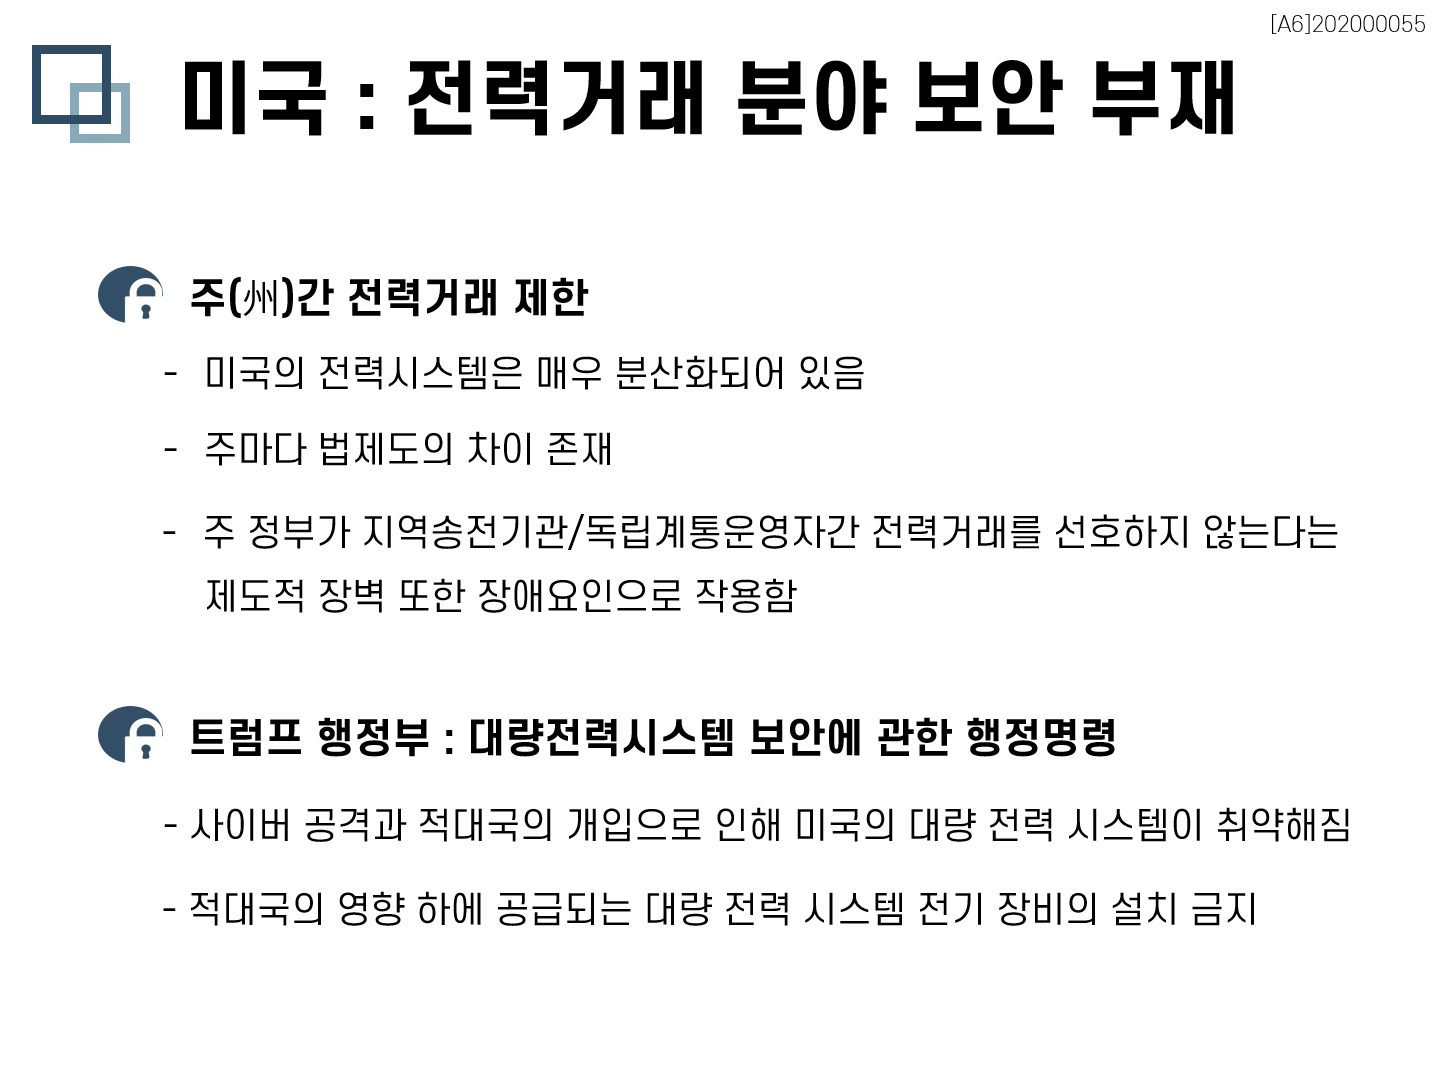 [A6]202000055
미국 : 전력거래 분야 보안 부재
주(州)간 전력거래 제한
- 미국의 전력시스템은 매우 분산화되어 있음
- 주마다 법제도의 차이 존재
- 주 정부가 지역송전기관/독립계통운영자간 전력거래를 선호하지 않는다는
제도적 장벽 또한 장애요인으로 작용함
트럼프 행정부 : 대량전력시스템 보안에 관한 행정명령
- 사이버 공격과 적대국의 개입으로 인해 미국의 대량 전력 시스템이 취약해짐
- 적대국의 영향 하에 공급되는 대량 전력 시스템 전기 장비의 설치 금지